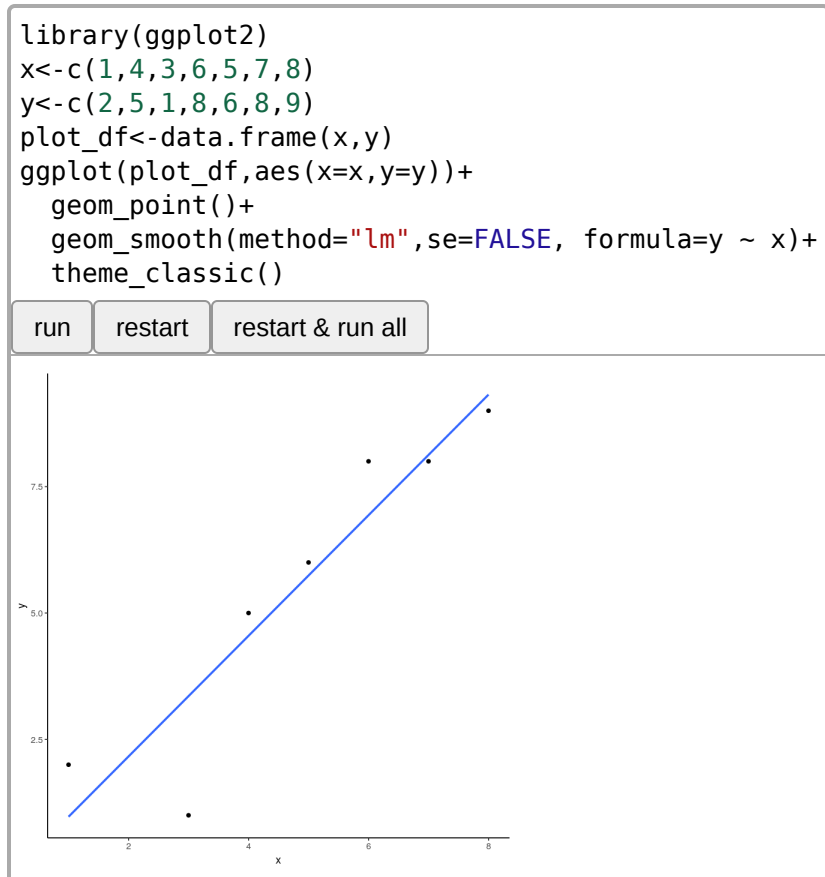 library(ggplot2)
x<-c(1,4,3,6,5,7,8)
y<-c(2,5,1,8,6,8,9)
plot_df<-data.frame(x,y)
ggplot(plot_df,aes(x=x,y=y))+
  geom_point()+
  geom_smooth(method="lm",se=FALSE, formula=y ~ x)+
  theme_classic()
run restart restart & run all
7.5
y
5.0
2.5
2 4 6 8
x